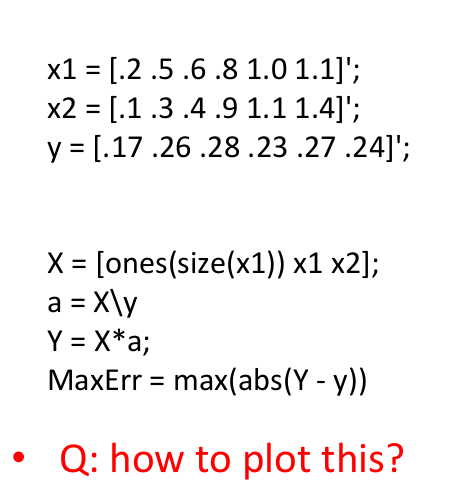 x1 = [.2 .5 .6 .8 1.0 1.1]';
x2 = [.1 .3 .4 .9 1.1 1.4]';
y = [.17 .26 .28 .23 .27 .24]';
X = [ones(size(x1)) x1 x2];
a = X\y
Y = X*a;
MaxErr = max(abs(Y - y))
• Q: how to plot this?